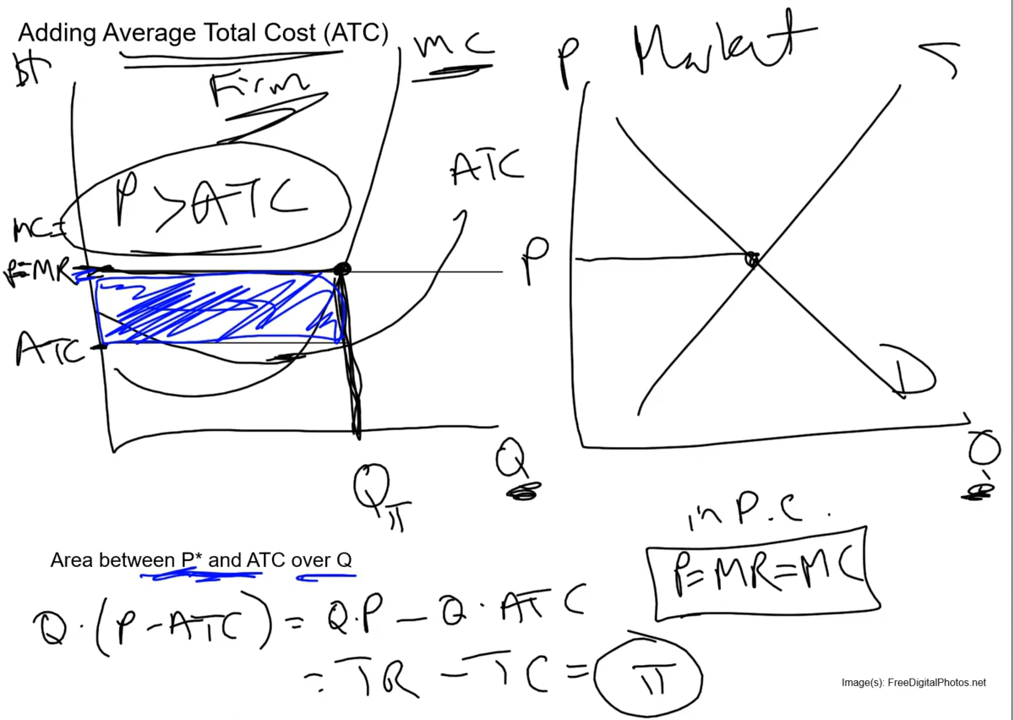 Adding Average Total Cost (ATC)
$
Firm
MC
ATC
P > ATC
MC=
P=MR
ATC
Qπ
Q
P
Market
S
P
D
Q
in P.C.
P=MR=MC
Area between P* and ATC over Q
Q·(P-ATC) = Q·P - Q·ATC
= TR - TC = π
Image(s): FreeDigitalPhotos.net